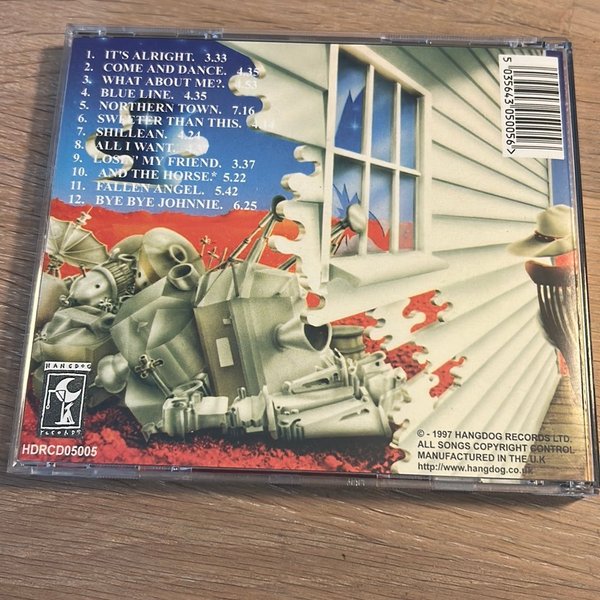 1. IT'S ALRIGHT. 3.33
2. COME AND DANCE. 4.35
3. WHAT ABOUT ME?. 4.53
4. BLUE LINE. 4.35
5. NORTHERN TOWN. 7.16
6. SWEETER THAN THIS.
7. SHILLEAN. 4.24
8. ALL I WANT.
9. MY FRIEND. 3.37
10. AND THE HORSE.* 5.22
11. FALLEN ANGEL. 5.42
12. BYE BYE JOHNNIE. 6.25
5 035643 050056 >
HANGDOG
RECORDS
HDRCD05005
© - 1997 HANGDOG RECORDS LTD.
ALL SONGS COPYRIGHT CONTROL
MANUFACTURED IN THE U.K
http://www.hangdog.co.uk